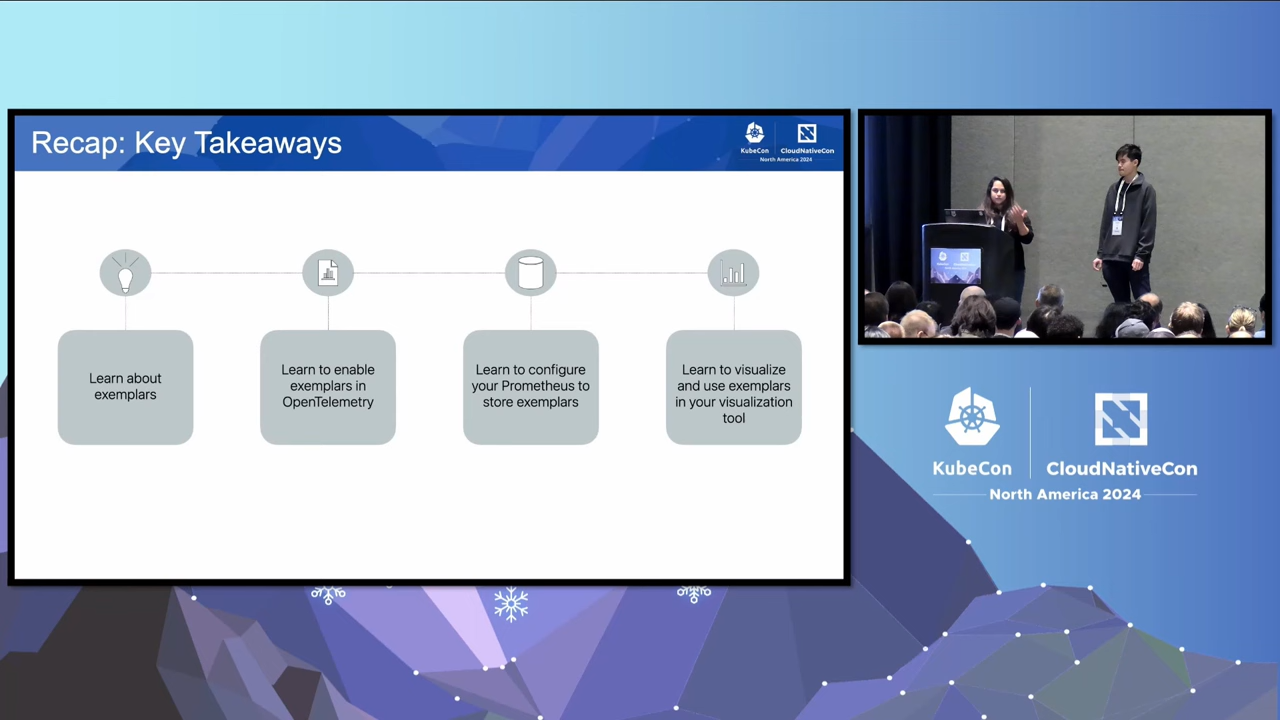 Recap: Key Takeaways
KubeCon
CloudNativeCon
North America 2024
Learn about
exemplars
Learn to enable
exemplars in
OpenTelemetry
Learn to configure
your Prometheus to
store exemplars
Learn to visualize
and use exemplars
in your visualization
tool
KubeCon
CloudNativeCon
North America 2024